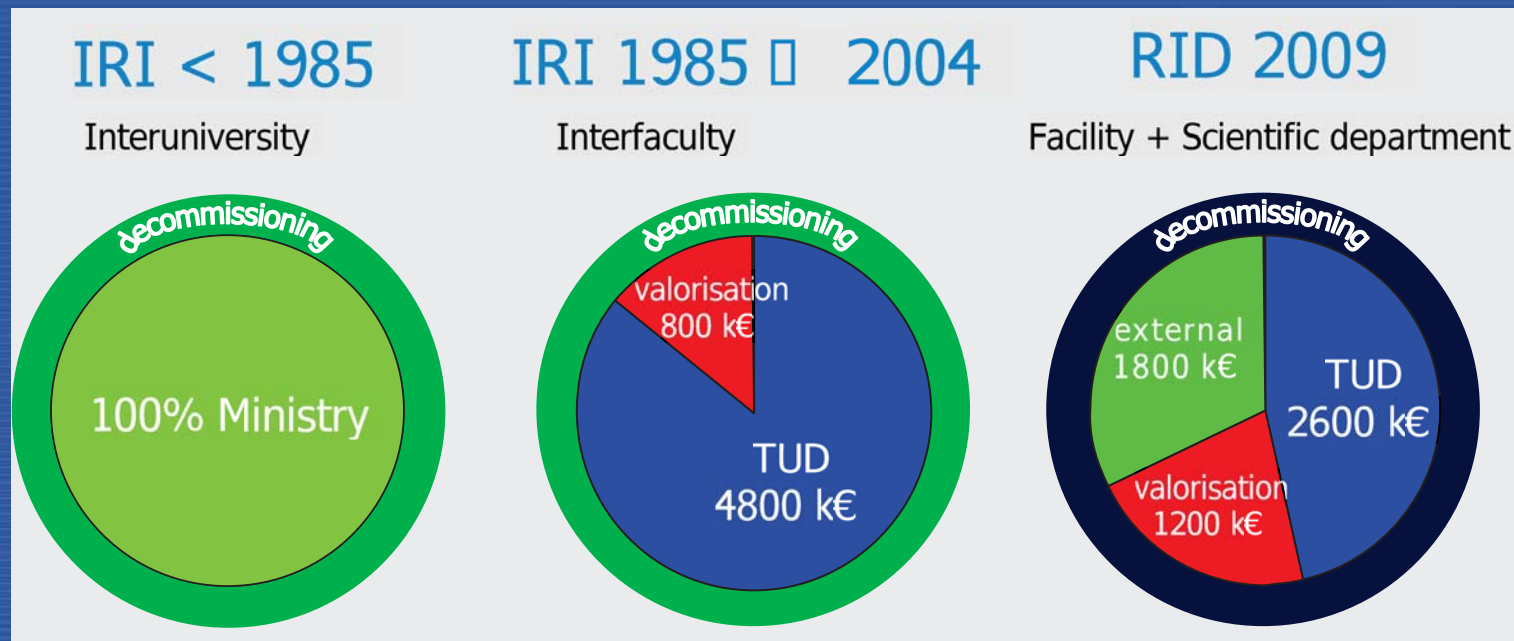 IRI < 1985
Interuniversity
decommissioning
100% Ministry
IRI 1985 ▯ 2004
Interfaculty
decommissioning
valorisation
800 k€
TUD
4800 k€
RID 2009
Facility + Scientific department
decommissioning
external
1800 k€
TUD
2600 k€
valorisation
1200 k€